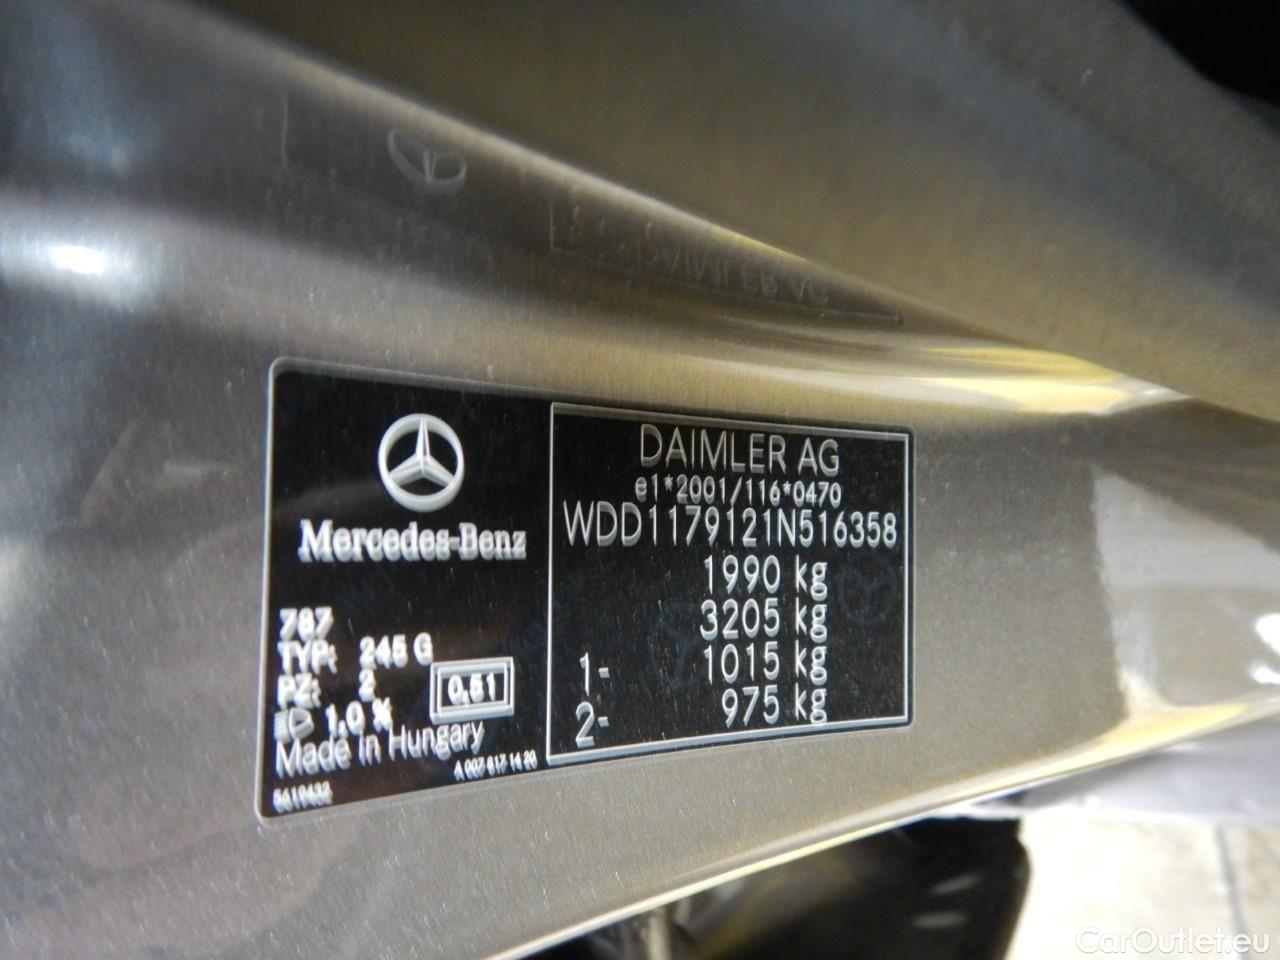 Mercedes-Benz
787
TYP: 245 G
PZ: 2
0,51
1,0 %
Made in Hungary
A 007 817 14 20
5619432
DAIMLER AG
e1*2001/116*0470
WDD1179121N516358
1990 kg
3205 kg
1- 1015 kg
2- 975 kg
CarOutlet.eu